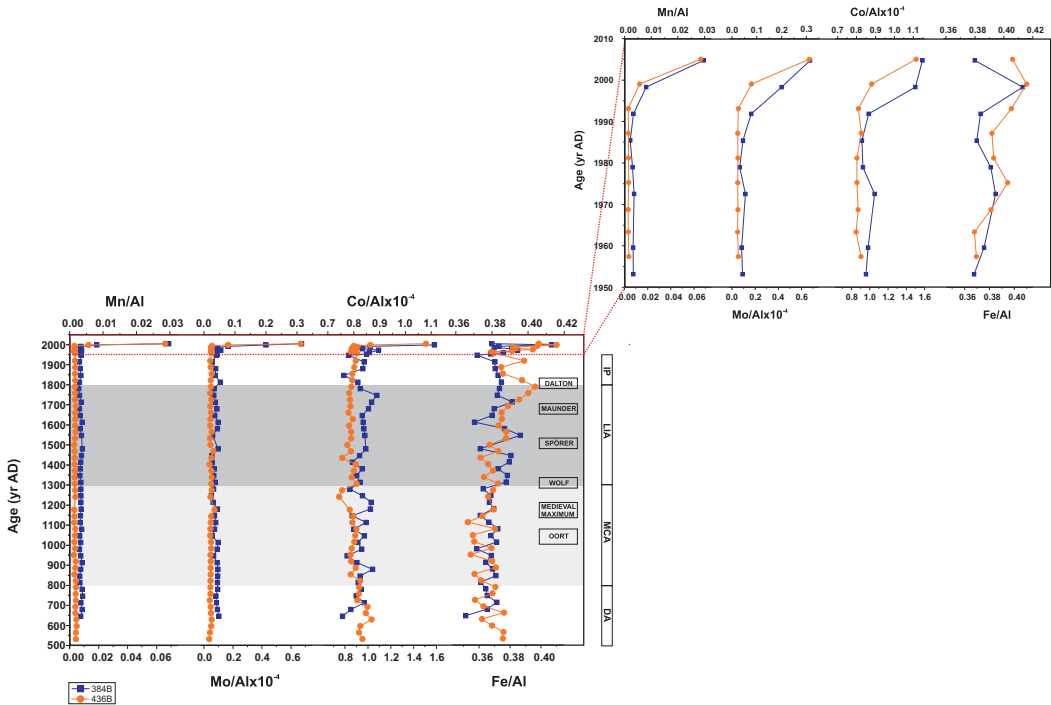 Mn/Al Co/Alx10-4
0.00 0.01 0.02 0.03 0.0 0.1 0.2 0.3 0.7 0.8 0.9 1.0 1.1 0.36 0.38 0.40 0.42
2010
2000
1990
1980
1970
1960
1950
Age (yr AD)
0.00 0.02 0.04 0.06 0.0 0.2 0.4 0.6 0.8 1.0 1.2 1.4 1.6 0.36 0.38 0.40
Mo/Alx10-4 Fe/Al
Mn/Al Co/Alx10-4
0.00 0.01 0.02 0.03 0.0 0.1 0.2 0.3 0.7 0.8 0.9 1.0 1.1 0.36 0.38 0.40 0.42
2000
1900
1800
1700
1600
1500
1400
1300
1200
1100
1000
900
800
700
600
500
Age (yr AD)
DALTON
MAUNDER
SPÖRER
WOLF
MEDIEVAL
MAXIMUM
OORT
IP
LIA
MCA
DA
0.00 0.02 0.04 0.06 0.0 0.2 0.4 0.6 0.8 1.0 1.2 1.4 1.6 0.36 0.38 0.40
Mo/Alx10-4 Fe/Al
384B
436B